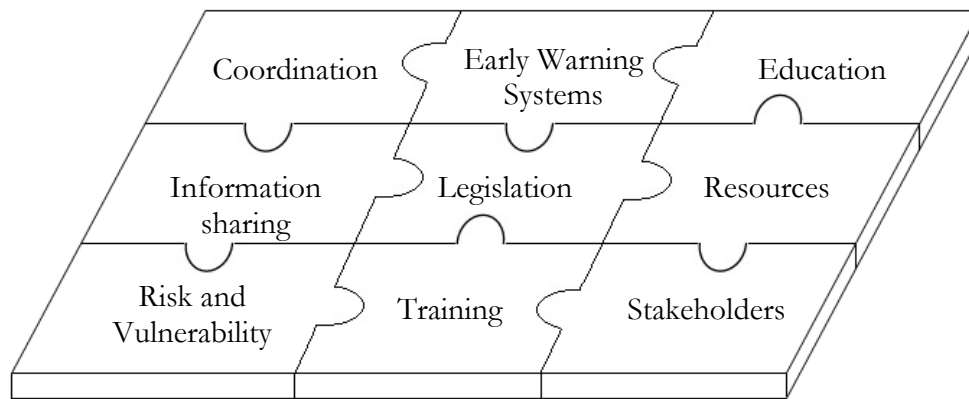 Coordination
Early Warning
Systems
Education
Information
sharing
Legislation
Resources
Risk and
Vulnerability
Training
Stakeholders